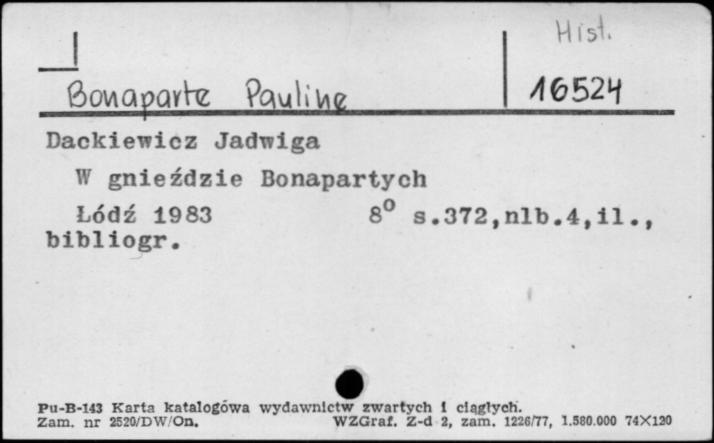 Hist.
Bonaparte Pauline 16524
Dackiewicz Jadwiga
W gnieździe Bonapartych
Łódź 1983 8⁰ s.372,nlb.4,il.,
bibliogr.
Pu-B-143 Karta katalogówa wydawnictw zwartych i ciągłych.
Zam. nr 2520/DW/On. WZGraf. Z-d 2, zam. 1226/77, 1.580.000 74X120